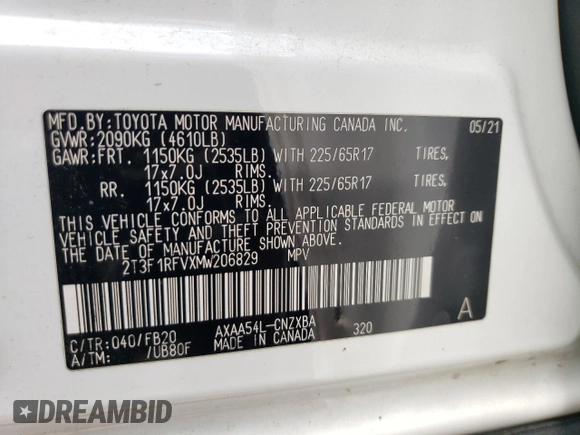 MFD.BY:TOYOTA MOTOR MANUFACTURING CANADA INC. 05/21
GVWR:2090KG (4610LB)
GAWR:FRT. 1150KG (2535LB) WITH 225/65R17 TIRES,
17x7.0J RIMS.
RR. 1150KG (2535LB) WITH 225/65R17 TIRES,
17x7.0J RIMS.
THIS VEHICLE CONFORMS TO ALL APPLICABLE FEDERAL MOTOR
VEHICLE SAFETY AND THEFT PREVENTION STANDARDS IN EFFECT ON
THE DATE OF MANUFACTURE SHOWN ABOVE.
2T3F1RFVXMW206829 MPV
C/TR:040/FB20 AXAA54L-CNZXBA 320 A
A/TM: /UB80F MADE IN CANADA
DREAMBID